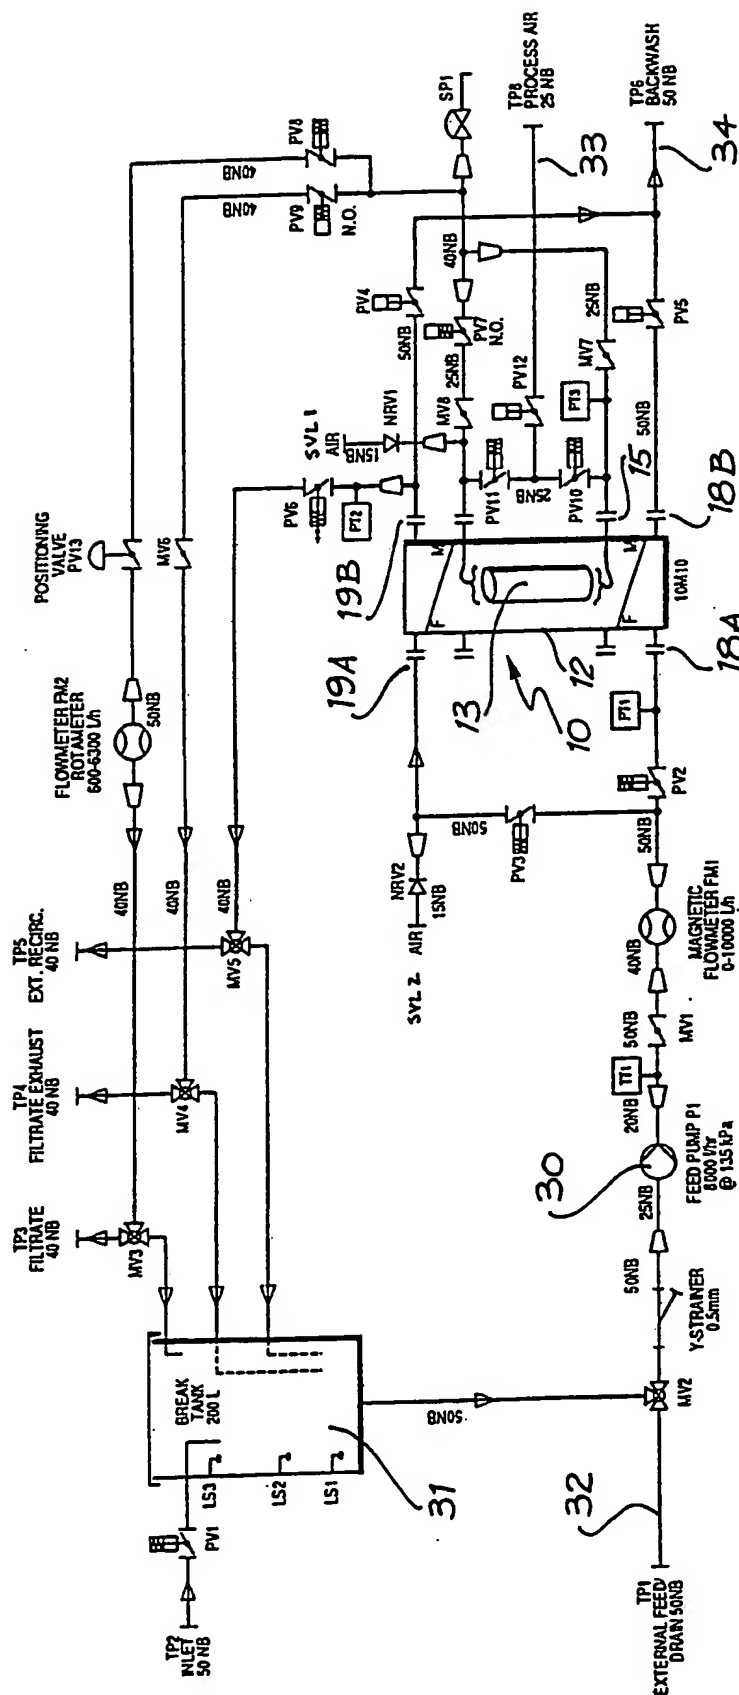 TP3
FILTRATE
40 NB
TP4
FILTRATE EXHAUST
40 NB
TP5
EXT. RECIRC.
40 NB
MV3
MV4
MV5
40NB
40NB
40NB
FLOWMETER FM2
ROTAMETER
600-6300 L/h
50NB
POSITIONING
VALVE
PV13
MV6
40NB
40NB
PV8
PV9
N.O.
SP1
TP2
INLET
50 NB
PV1
BREAK
TANK
200 L
LS3
LS2
LS1
31
50NB
PV6
PT2
SVL1
AIR
15NB
NRV1
PV4
50NB
40NB
PV7
N.O.
25NB
MV8
PV12
TP8
PROCESS AIR
25 NB
33
PV11
25NB
PV10
PT3
MV7
25NB
15
19B
19A
F
M
F
M
13
12
10
10M10
18A
18B
50NB
PV5
TP6
BACKWASH
50 NB
34
SVL2
AIR
NRV2
15NB
50NB
PV3
PT1
PV2
50NB
MAGNETIC
FLOWMETER FM1
0-10000 L/h
40NB
50NB
MV1
TT1
20NB
FEED PUMP P1
8000 l/hr
@ 135 kPa
30
25NB
50NB
Y-STRAINER
0.5mm
MV2
32
TP1
EXTERNAL FEED/
DRAIN 50NB